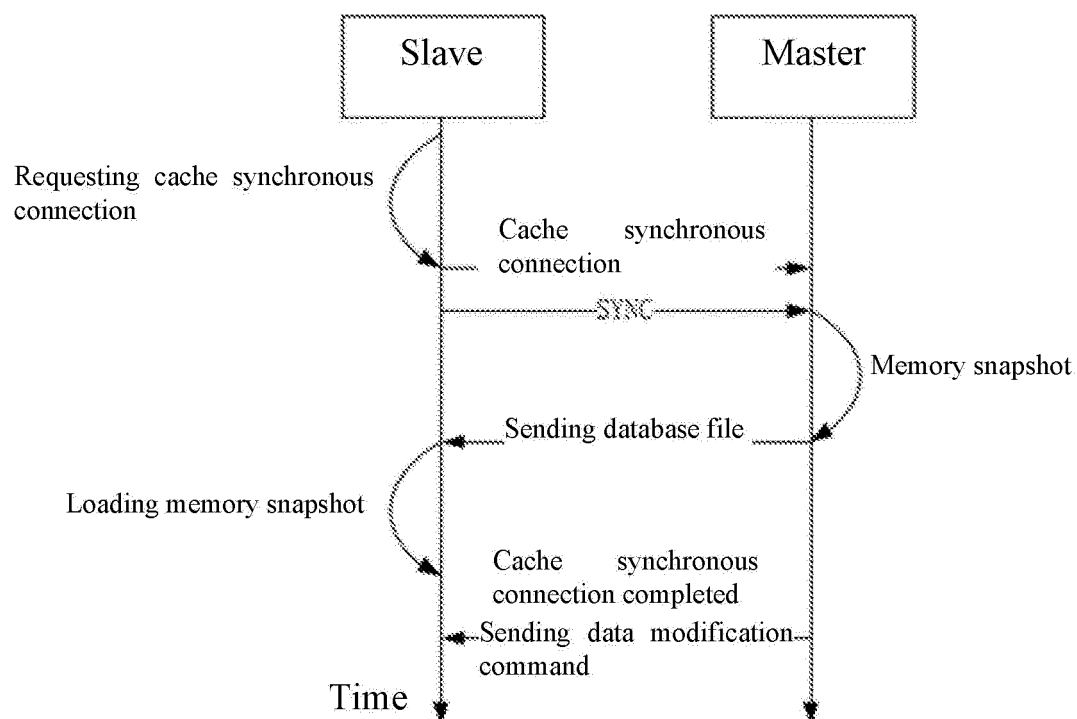 Slave
Master
Requesting cache synchronous
connection
Cache synchronous
connection
SYNC
Memory snapshot
Sending database file
Loading memory snapshot
Cache synchronous
connection completed
Sending data modification
command
Time